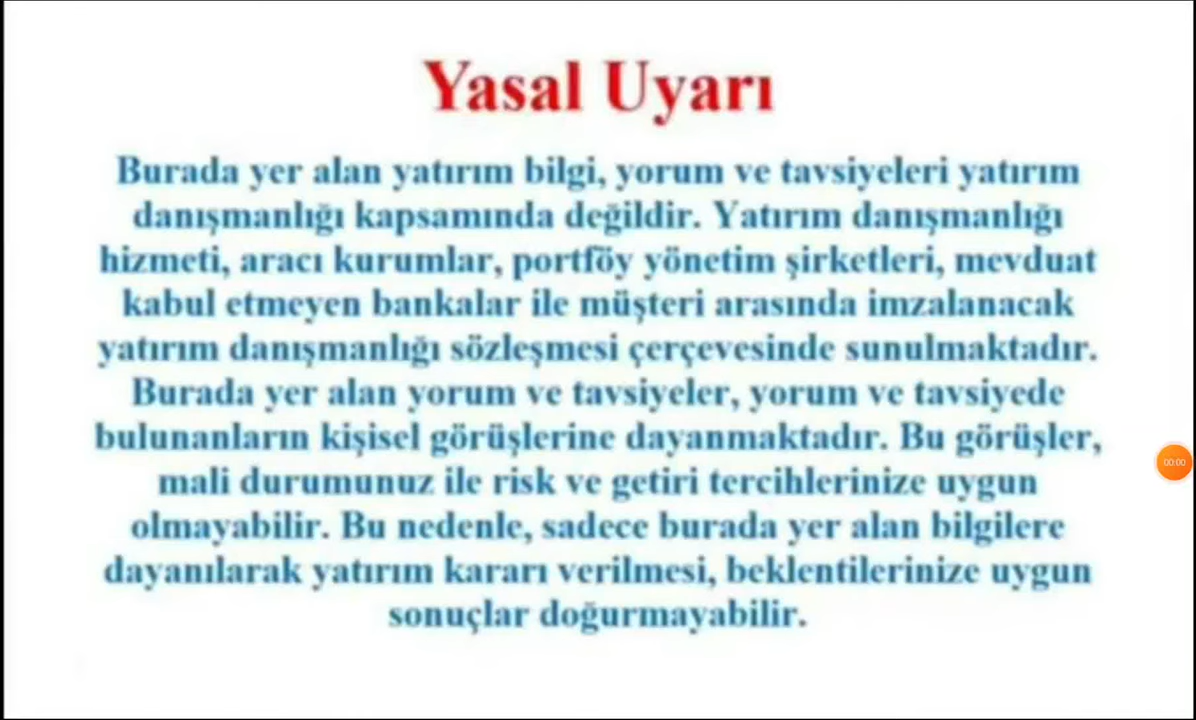 Yasal Uyarı
Burada yer alan yatırım bilgi, yorum ve tavsiyeleri yatırım
danışmanlığı kapsamında değildir. Yatırım danışmanlığı
hizmeti, aracı kurumlar, portföy yönetim şirketleri, mevduat
kabul etmeyen bankalar ile müşteri arasında imzalanacak
yatırım danışmanlığı sözleşmesi çerçevesinde sunulmaktadır.
Burada yer alan yorum ve tavsiyeler, yorum ve tavsiyede
bulunanların kişisel görüşlerine dayanmaktadır. Bu görüşler,
mali durumunuz ile risk ve getiri tercihlerinize uygun
olmayabilir. Bu nedenle, sadece burada yer alan bilgilere
dayanılarak yatırım kararı verilmesi, beklentilerinize uygun
sonuçlar doğurmayabilir.
00:00